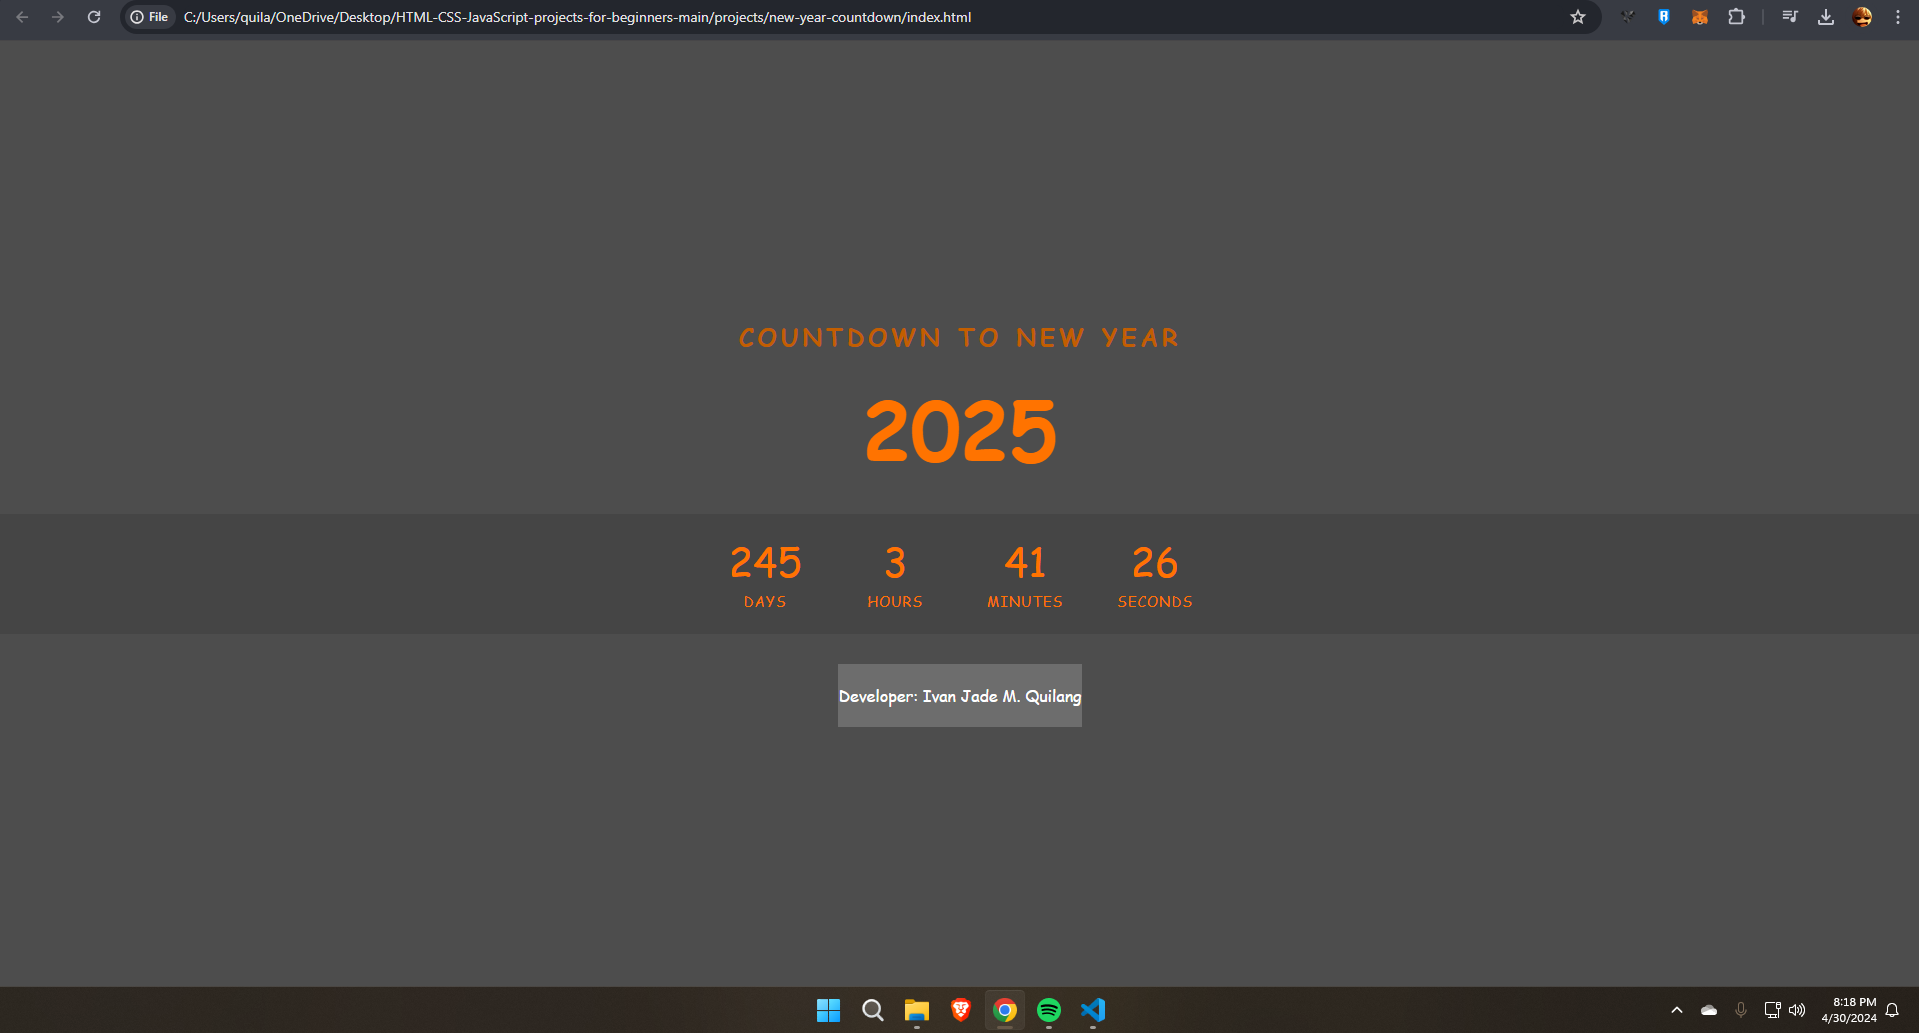 File C:/Users/quila/OneDrive/Desktop/HTML-CSS-JavaScript-projects-for-beginners-main/projects/new-year-countdown/index.html
COUNTDOWN TO NEW YEAR
2025
245 3 41 26
DAYS HOURS MINUTES SECONDS
Developer: Ivan Jade M. Quilang
8:18 PM
4/30/2024